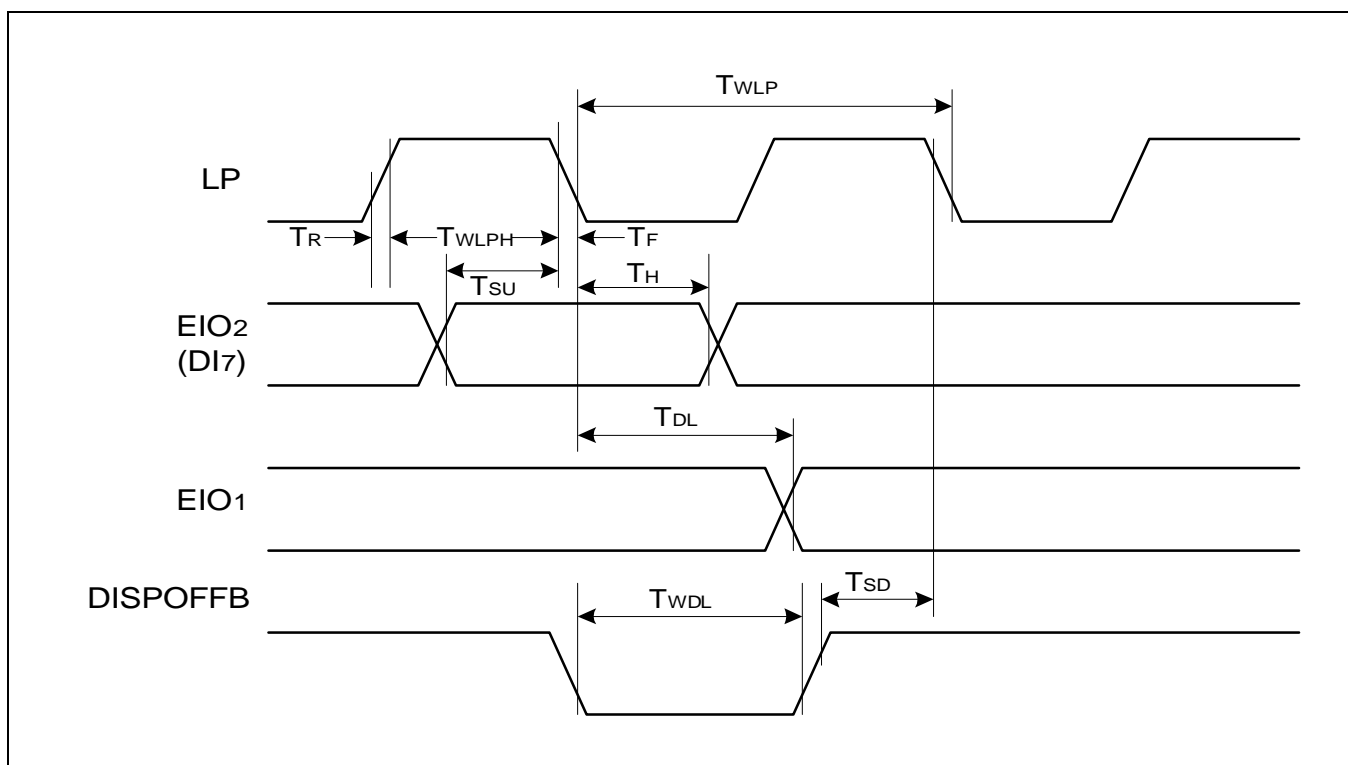 TWLP
LP
TR
TWLPH
TF
TSU
TH
EIO2
(DI7)
TDL
EIO1
DISPOFFB
TWDL
TSD